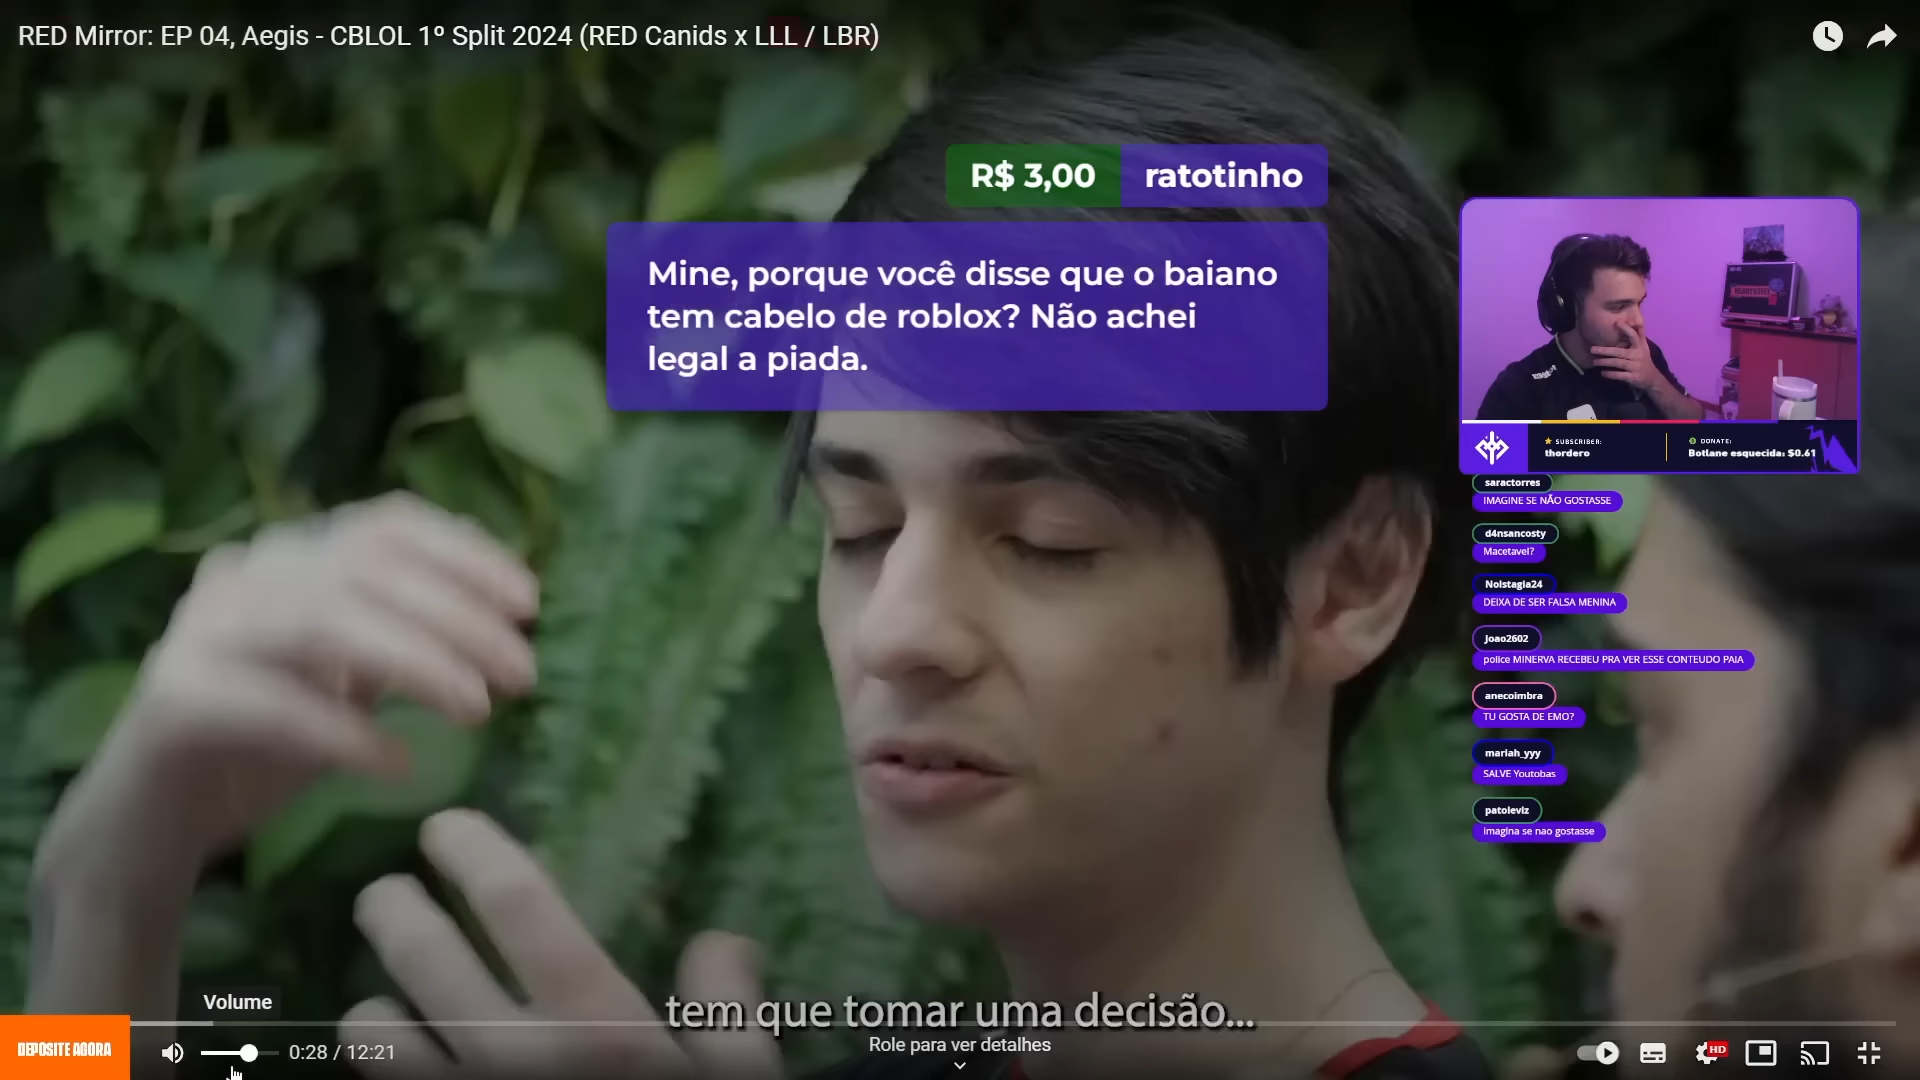 RED Mirror: EP 04, Aegis - CBLOL 1º Split 2024 (RED Canids x LLL / LBR)
R$ 3,00 ratotinho
Mine, porque você disse que o baiano
tem cabelo de roblox? Não achei
legal a piada.
SUBSCRIBER:
thordero
DONATE:
Botlane esquecida: $0.61
saractorres
IMAGINE SE NÃO GOSTASSE
d4nsancosty
Macetavel?
Nolstagia24
DEIXA DE SER FALSA MENINA
Joao2602
police MINERVA RECEBEU PRA VER ESSE CONTEUDO PAIA
anecoimbra
TU GOSTA DE EMO?
mariah_yyy
SALVE Youtobas
patoleviz
imagina se nao gostasse
tem que tomar uma decisão...
Volume
DEPOSITE AGORA
0:28 / 12:21
Role para ver detalhes
HD